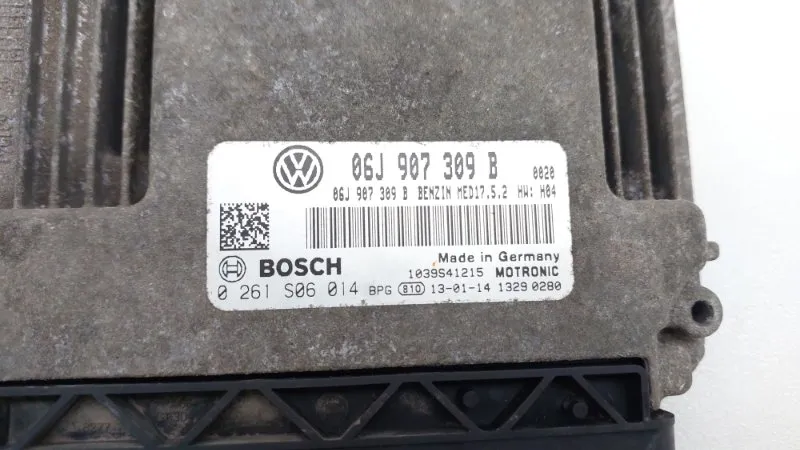 06J 907 309 B 0020
06J 907 309 B BENZIN MED17.5.2 HW: H04
Made in Germany
BOSCH 1039S41215 MOTRONIC
0 261 S06 014 BPG 810 13-01-14 1329 0280